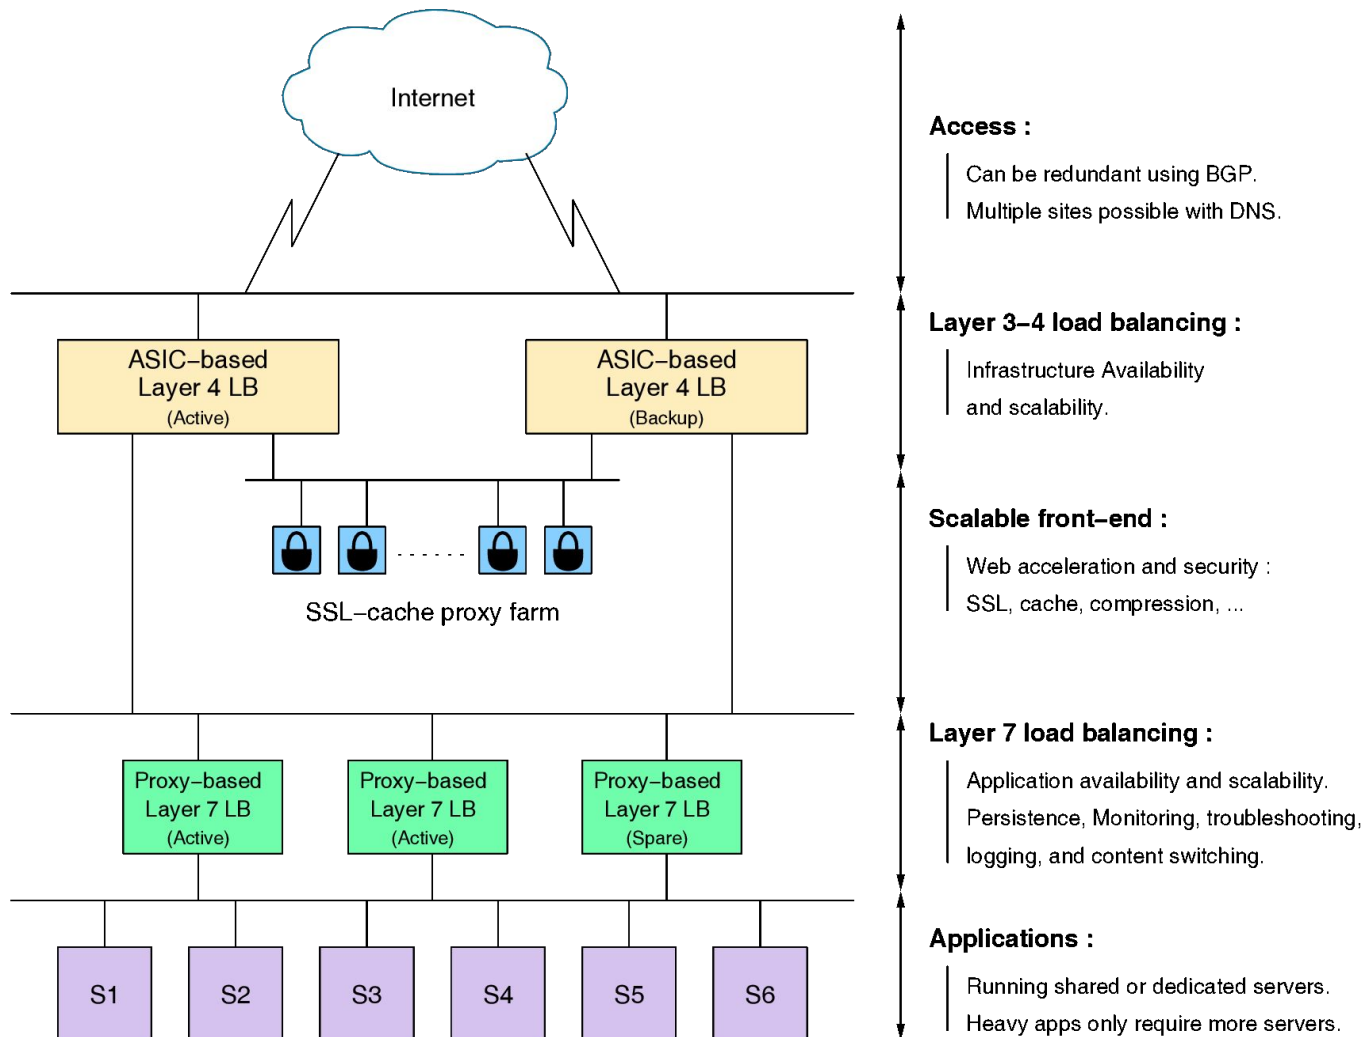 Internet
Access :
Can be redundant using BGP.
Multiple sites possible with DNS.
ASIC–based
Layer 4 LB
(Active)
ASIC–based
Layer 4 LB
(Backup)
Layer 3–4 load balancing :
Infrastructure Availability
and scalability.
SSL–cache proxy farm
Scalable front–end :
Web acceleration and security :
SSL, cache, compression, ...
Proxy–based
Layer 7 LB
(Active)
Proxy–based
Layer 7 LB
(Active)
Proxy–based
Layer 7 LB
(Spare)
Layer 7 load balancing :
Application availability and scalability.
Persistence, Monitoring, troubleshooting,
logging, and content switching.
S1
S2
S3
S4
S5
S6
Applications :
Running shared or dedicated servers.
Heavy apps only require more servers.